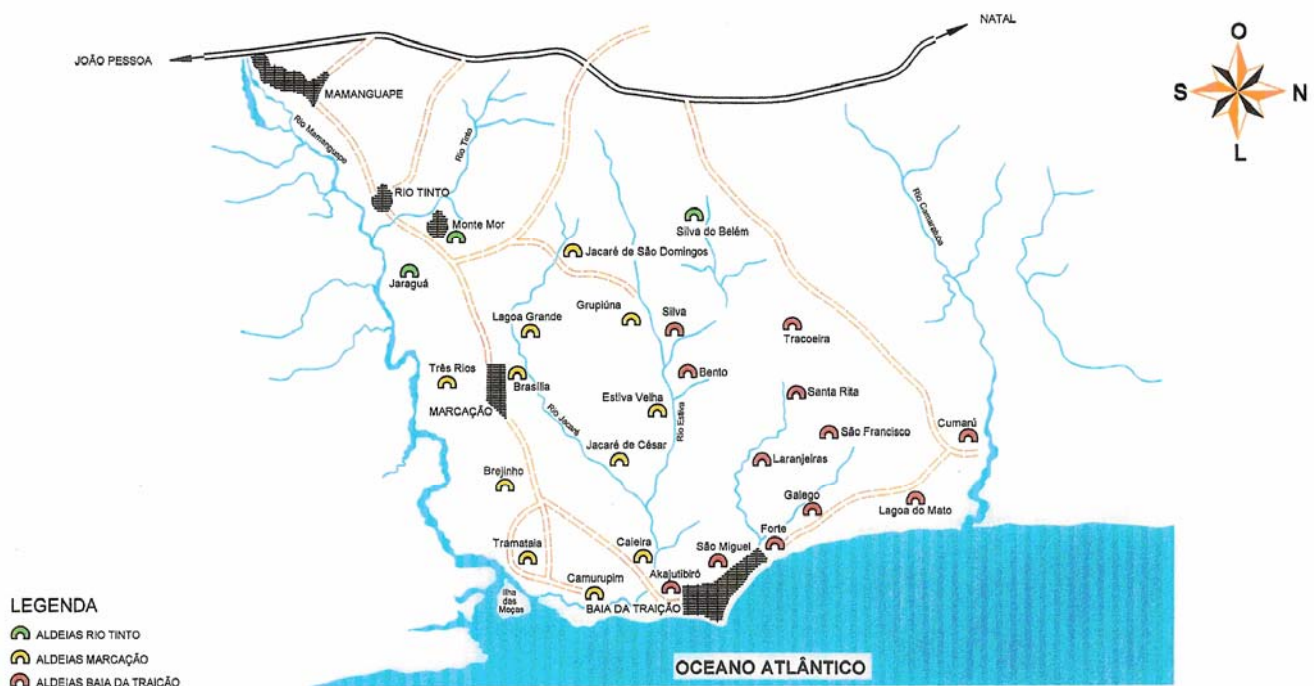 NATAL
JOÃO PESSOA
O
S
N
L
MAMANGUAPE
Rio Mamanguape
Rio Tinto
RIO TINTO
Monte Mor
Silva do Belém
Rio Camaratuba
Jacaré de São Domingos
Jaraguá
Grupiúna
Silva
Lagoa Grande
Tracoeira
Três Rios
Brasília
Bento
Santa Rita
MARCAÇÃO
Estiva Velha
Rio Jacaré
Rio Estiva
São Francisco
Cumarú
Jacaré de César
Laranjeiras
Brejinho
Galego
Lagoa do Mato
Forte
Tramataia
Caieira
São Miguel
Camurupim
Akajutibiró
Ilha
das
Moças
BAIA DA TRAIÇÃO
LEGENDA
ALDEIAS RIO TINTO
ALDEIAS MARCAÇÃO
ALDEIAS BAIA DA TRAIÇÃO
OCEANO ATLÂNTICO